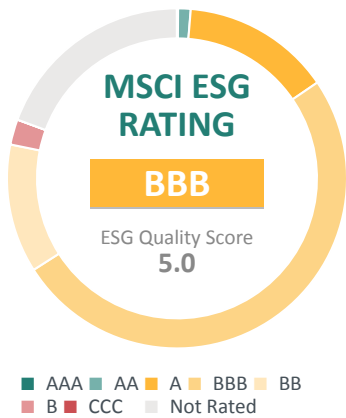 MSCI ESG
RATING
BBB
ESG Quality Score
5.0
AAA AA A BBB BB
B CCC Not Rated